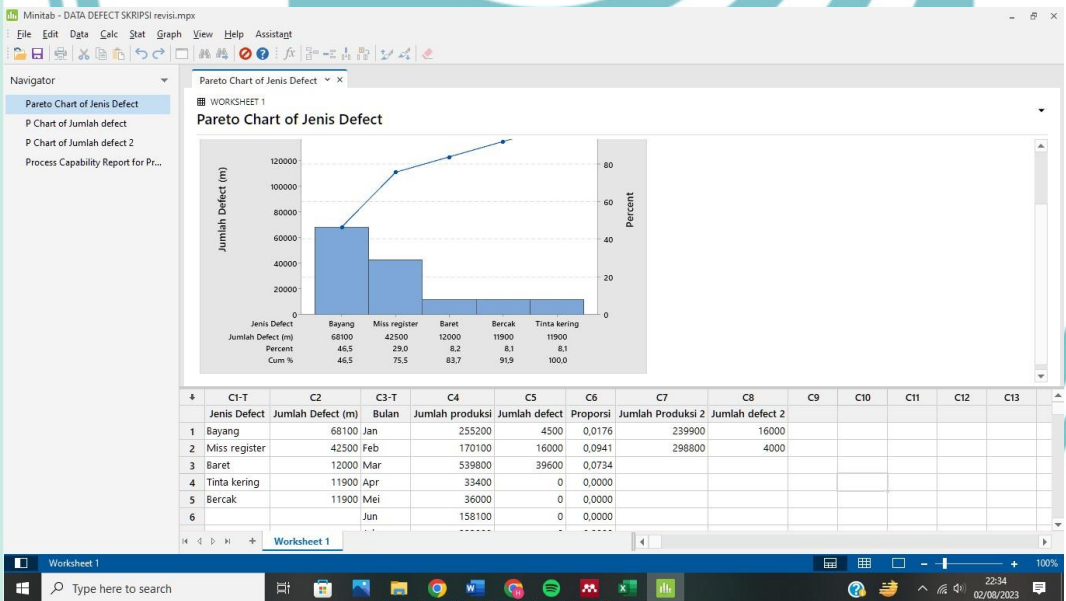 Minitab - DATA DEFECT SKRIPSI revisi.mpx
File Edit Data Calc Stat Graph View Help Assistant
Navigator
Pareto Chart of Jenis Defect
P Chart of Jumlah defect
P Chart of Jumlah defect 2
Process Capability Report for Pr...
Pareto Chart of Jenis Defect
WORKSHEET 1
Pareto Chart of Jenis Defect
Jumlah Defect (m)
120000
100000
80000
60000
40000
20000
0
80
60
40
20
0
Percent
Jenis Defect Bayang Miss register Baret Bercak Tinta kering
Jumlah Defect (m) 68100 42500 12000 11900 11900
Percent 46,5 29,0 8,2 8,1 8,1
Cum % 46,5 75,5 83,7 91,9 100,0
C1-T C2 C3-T C4 C5 C6 C7 C8 C9 C10 C11 C12 C13
Jenis Defect Jumlah Defect (m) Bulan Jumlah produksi Jumlah defect Proporsi Jumlah Produksi 2 Jumlah defect 2
1 Bayang 68100 Jan 255200 4500 0,0176 239900 16000
2 Miss register 42500 Feb 170100 16000 0,0941 298800 4000
3 Baret 12000 Mar 539800 39600 0,0734
4 Tinta kering 11900 Apr 33400 0 0,0000
5 Bercak 11900 Mei 36000 0 0,0000
6 Jun 158100 0 0,0000
Worksheet 1
Worksheet 1
100%
Type here to search
22:34
02/08/2023